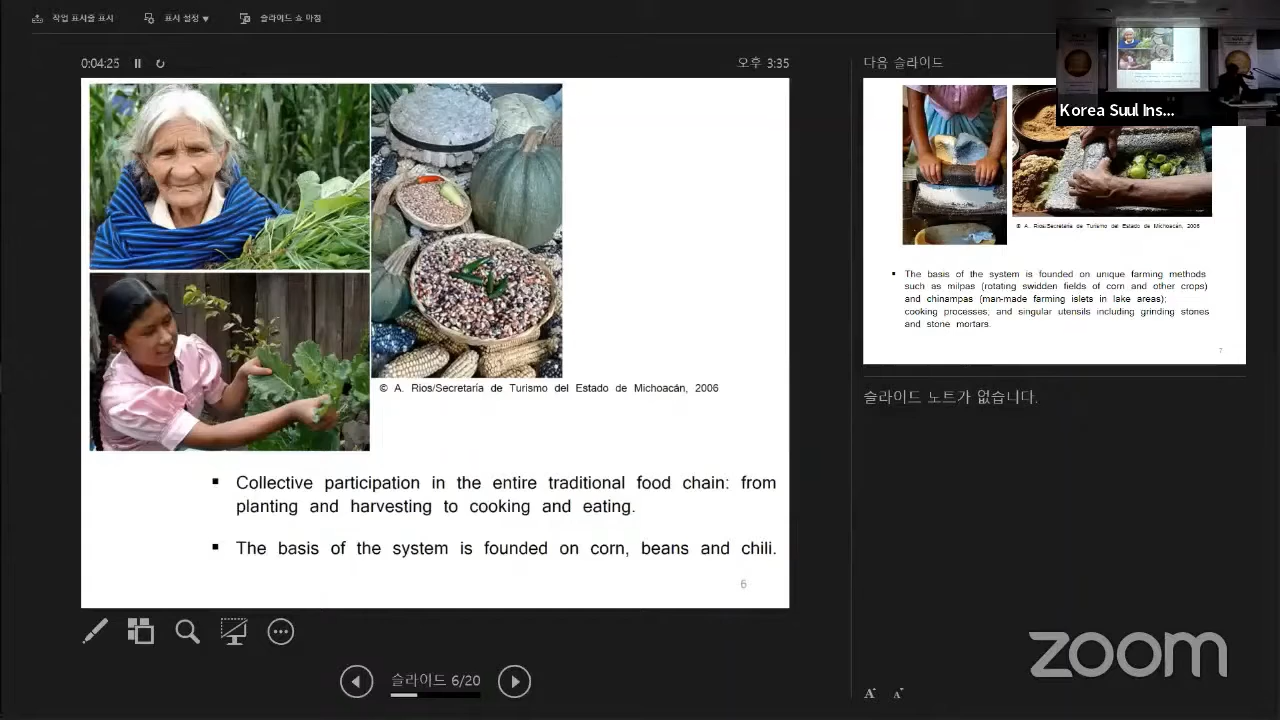 작업 표시줄 표시
표시 설정 ▼
슬라이드 쇼 마침
0:04:25
오후 3:35
© A. Rios/Secretaría de Turismo del Estado de Michoacán, 2006
▪ Collective participation in the entire traditional food chain: from
planting and harvesting to cooking and eating.
▪ The basis of the system is founded on corn, beans and chili.
6
슬라이드 6/20
다음 슬라이드
Korea Suul Ins...
© A. Rios/Secretaría de Turismo del Estado de Michoacán, 2006
▪ The basis of the system is founded on unique farming methods
such as milpas (rotating swidden fields of corn and other crops)
and chinampas (man-made farming islets in lake areas);
cooking processes; and singular utensils including grinding stones
and stone mortars.
7
슬라이드 노트가 없습니다.
A A
zoom